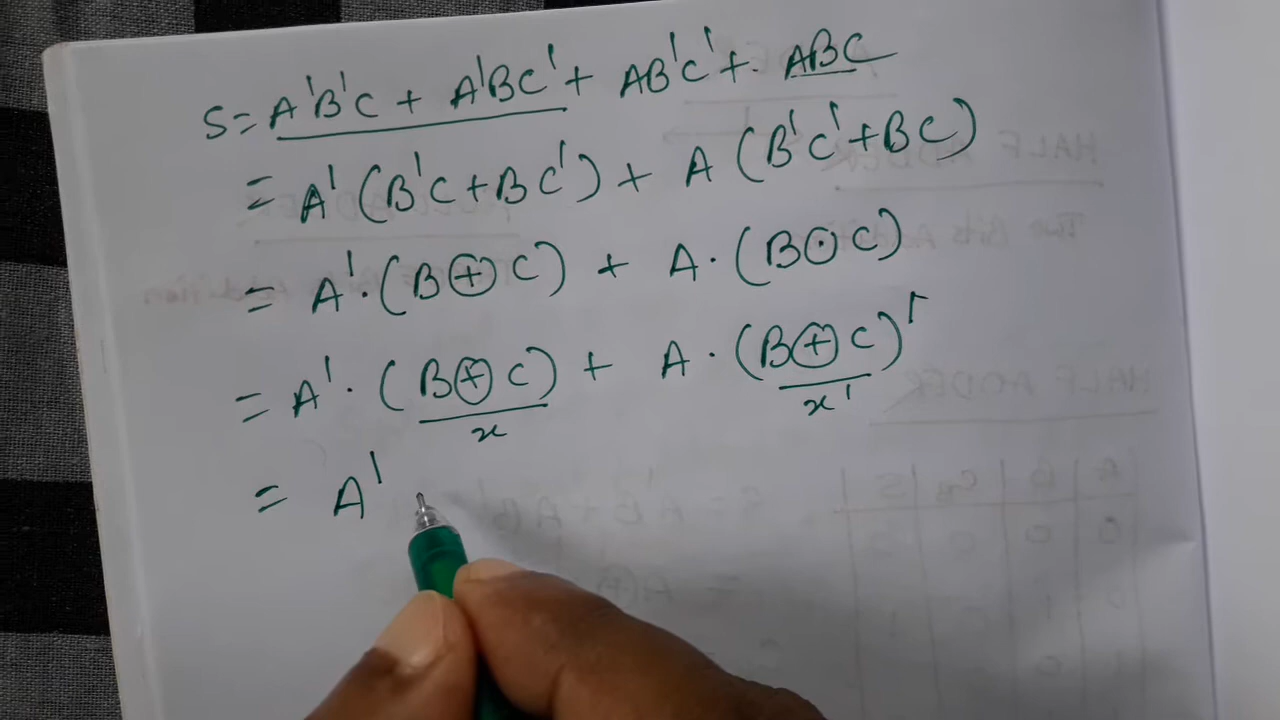 S = A'B'C + A'BC' + AB'C' + ABC
= A' (B'C + BC') + A (B'C' + BC)
= A' · (B ⊕ C) + A · (B ⊙ C)
= A' · (B ⊕ C) + A · (B ⊕ C)'
x x'
= A'